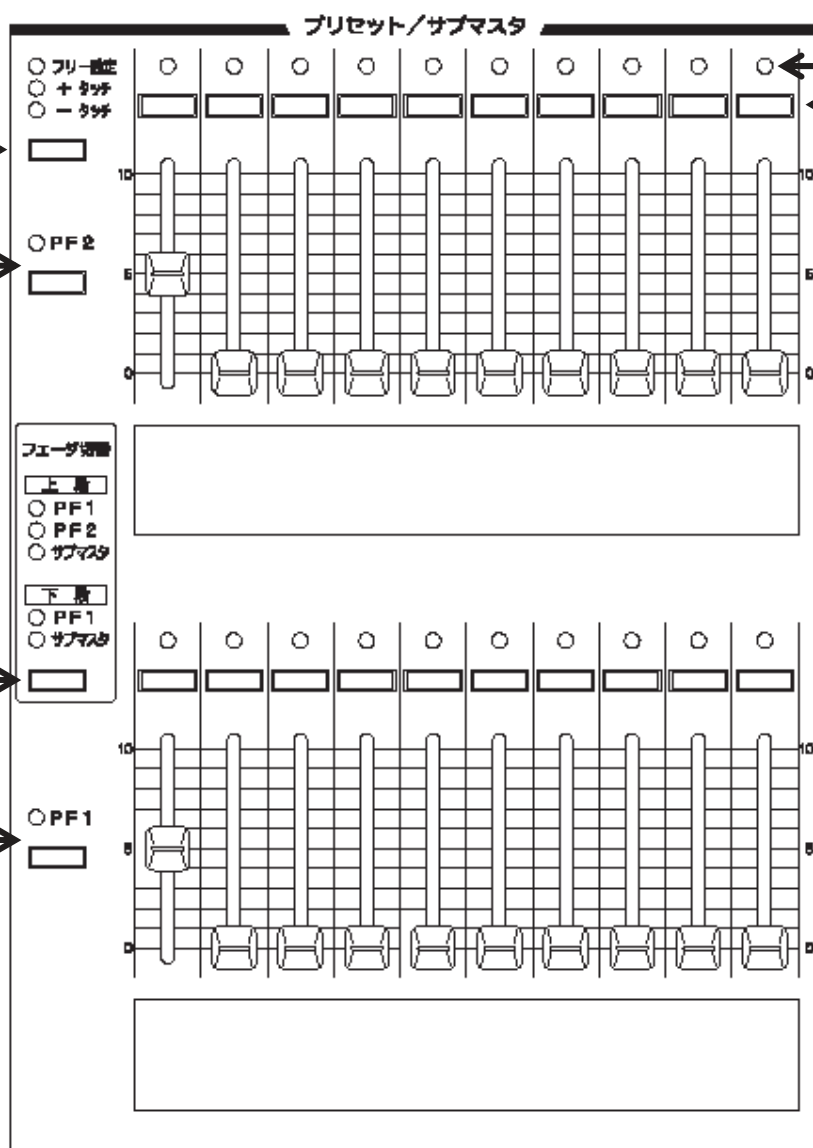 プリセット／サブマスタ
フリー設定
＋ タッチ
－ タッチ
10
10
PF2
5
5
0
0
フェーダ切替
上 段
PF1
PF2
サブマスタ
下 段
PF1
サブマスタ
10
10
PF1
5
5
0
0